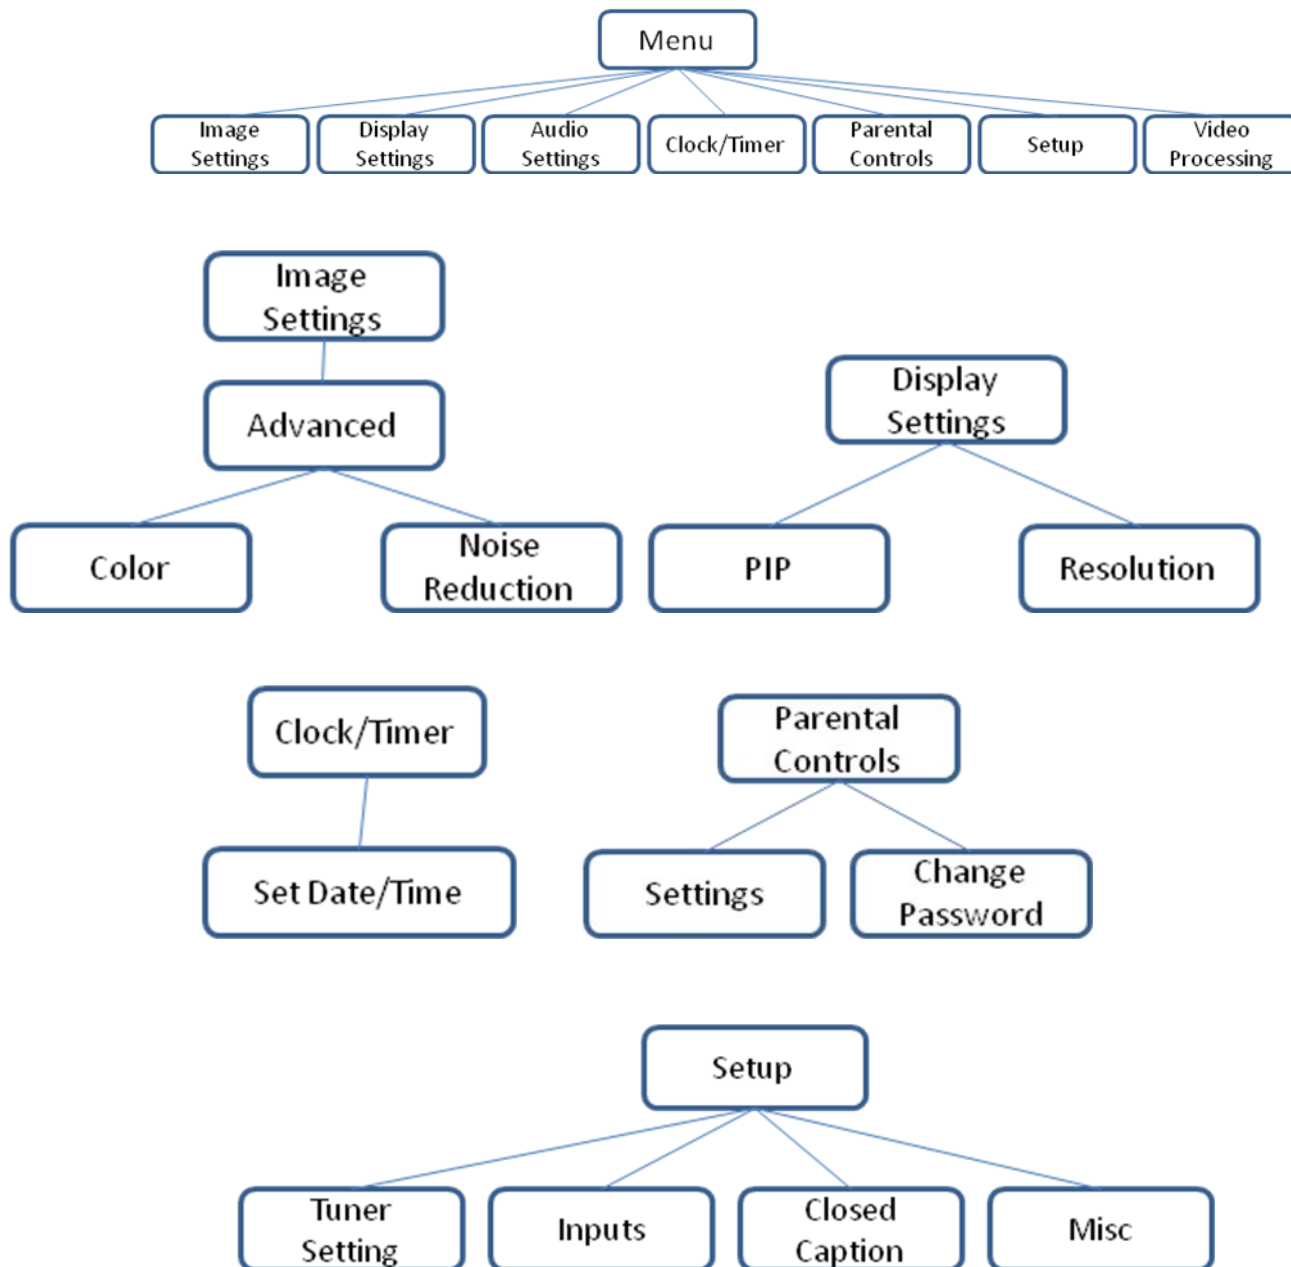 Menu
Image
Settings
Display
Settings
Audio
Settings
Clock/Timer
Parental
Controls
Setup
Video
Processing
Image
Settings
Advanced
Color
Noise
Reduction
Display
Settings
PIP
Resolution
Clock/Timer
Set Date/Time
Parental
Controls
Settings
Change
Password
Setup
Tuner
Setting
Inputs
Closed
Caption
Misc